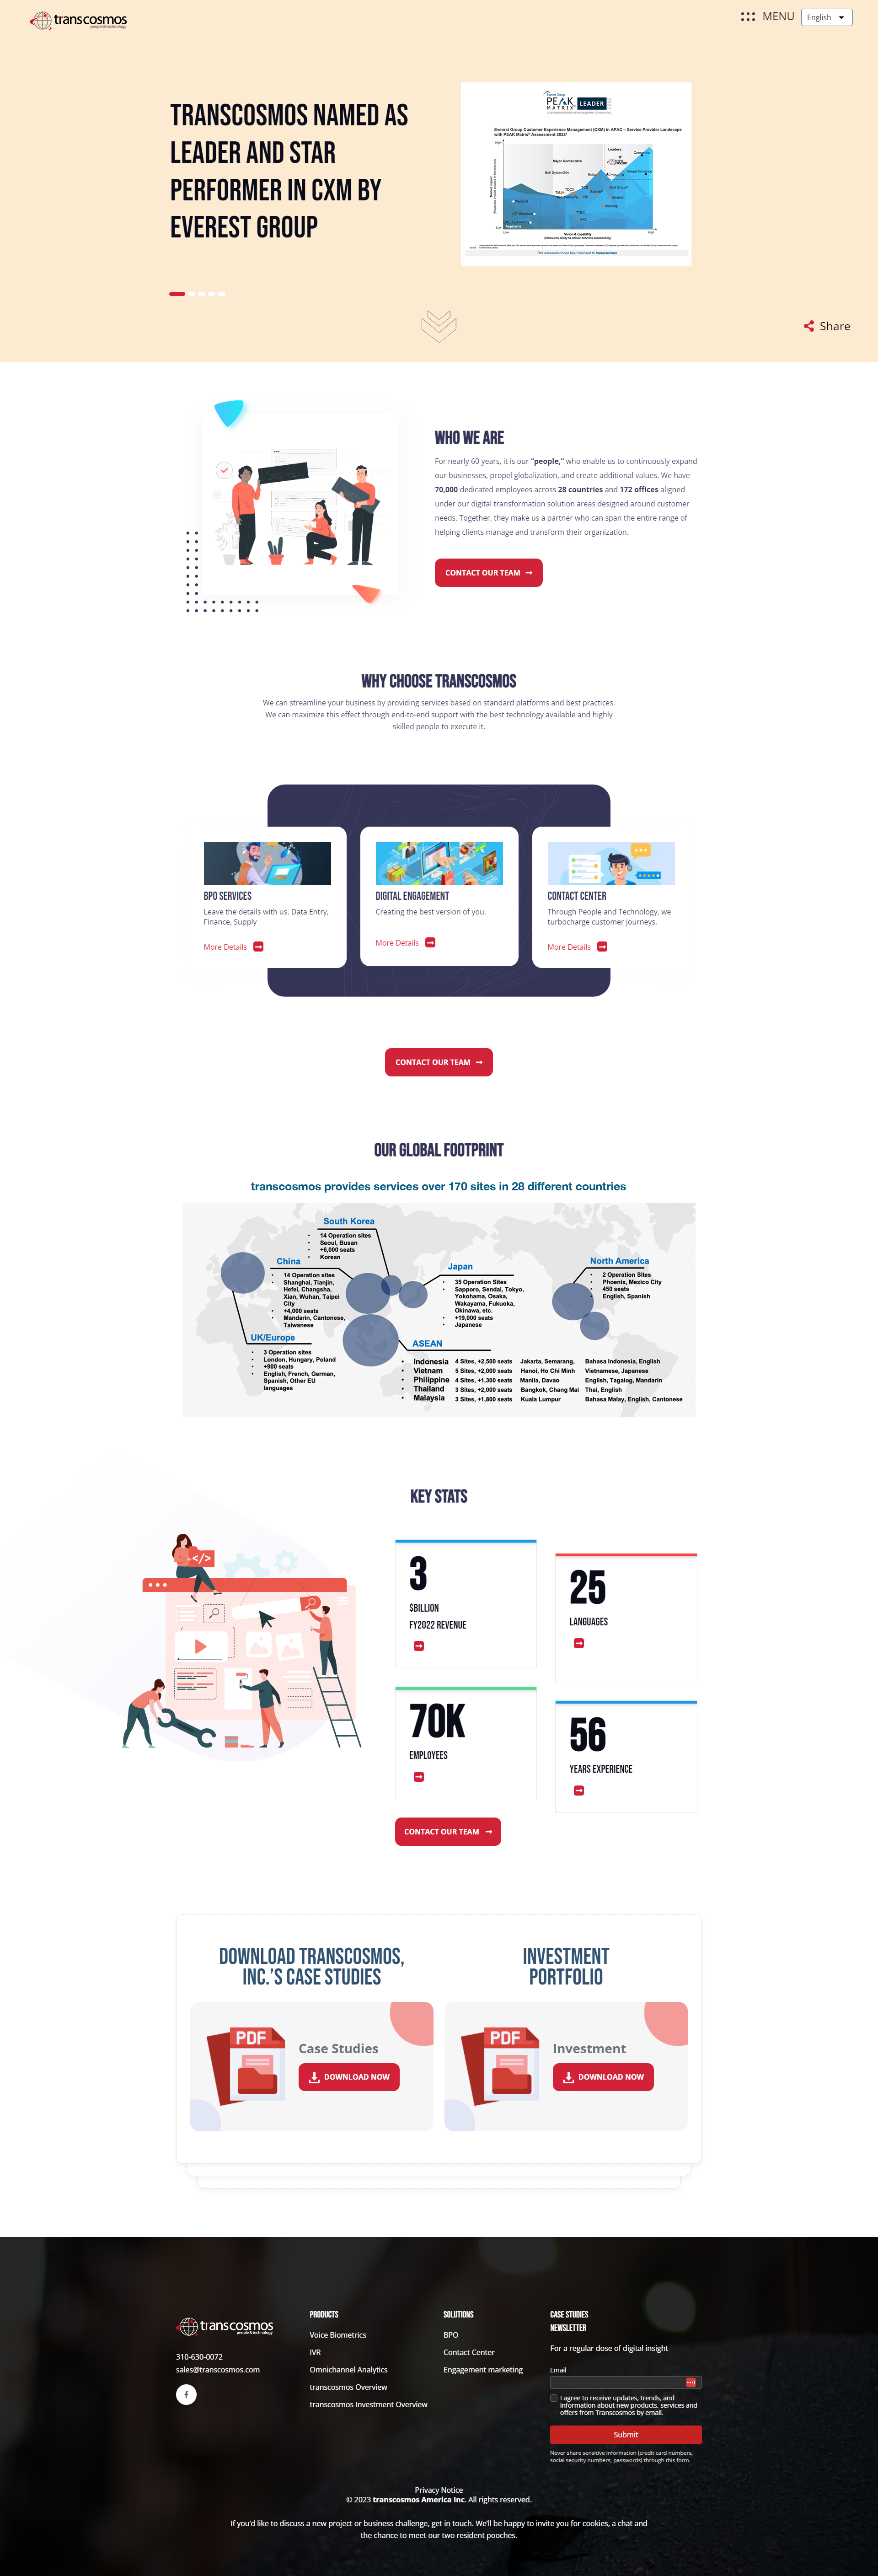 transcosmos
people & technology
MENU
English
TRANSCOSMOS NAMED AS
LEADER AND STAR
PERFORMER IN CXM BY
EVEREST GROUP
Everest Group
PEAK
MATRIX
LEADER
Everest Group Customer Experience Management (CXM) in APAC – Service Provider Landscape
with PEAK Matrix® Assessment 2022
High
Leaders
Major Contenders
Aspirants
Low
Vision & capability
High
(Measures ability to deliver services successfully)
This assessment has been licensed to transcosmos
Share
WHO WE ARE
For nearly 60 years, it is our “people,” who enable us to continuously expand
our businesses, propel globalization, and create additional values. We have
70,000 dedicated employees across 28 countries and 172 offices aligned
under our digital transformation solution areas designed around customer
needs. Together, they make us a partner who can span the entire range of
helping clients manage and transform their organization.
CONTACT OUR TEAM
WHY CHOOSE TRANSCOSMOS
We can streamline your business by providing services based on standard platforms and best practices.
We can maximize this effect through end-to-end support with the best technology available and highly
skilled people to execute it.
BPO SERVICES
Leave the details with us. Data Entry,
Finance, Supply
More Details
DIGITAL ENGAGEMENT
Creating the best version of you.
More Details
CONTACT CENTER
Through People and Technology, we
turbocharge customer journeys.
More Details
CONTACT OUR TEAM
OUR GLOBAL FOOTPRINT
transcosmos provides services over 170 sites in 28 different countries
South Korea
• 14 Operation sites
• Seoul, Busan
• +6,000 seats
• Korean
China
• 14 Operation sites
• Shanghai, Tianjin,
Hefei, Changsha,
Xian, Wuhan, Taipei
City
• +4,000 seats
• Mandarin, Cantonese,
Taiwanese
Japan
• 35 Operation Sites
• Sapporo, Sendai, Tokyo,
Yokohama, Osaka,
Wakayama, Fukuoka,
Okinawa, etc.
• +19,000 seats
• Japanese
North America
• 2 Operation Sites
• Phoenix, Mexico City
• 450 seats
• English, Spanish
UK/Europe
• 3 Operation sites
• London, Hungary, Poland
• +900 seats
• English, French, German,
Spanish, Other EU
languages
ASEAN
• Indonesia 4 Sites, +2,500 seats Jakarta, Semarang, Bahasa Indonesia, English
• Vietnam 5 Sites, +2,000 seats Hanoi, Ho Chi Minh Vietnamese, Japanese
• Philippine 4 Sites, +1,300 seats Manila, Davao English, Tagalog, Mandarin
• Thailand 3 Sites, +2,000 seats Bangkok, Chang Mai Thai, English
• Malaysia 3 Sites, +1,800 seats Kuala Lumpur Bahasa Malay, English, Cantonese
KEY STATS
</>
3
$BILLION
FY2022 REVENUE
25
LANGUAGES
70K
EMPLOYEES
56
YEARS EXPERIENCE
CONTACT OUR TEAM
DOWNLOAD TRANSCOSMOS,
INC.’S CASE STUDIES
PDF
Case Studies
DOWNLOAD NOW
INVESTMENT
PORTFOLIO
PDF
Investment
DOWNLOAD NOW
transcosmos
people & technology
310-630-0072
sales@transcosmos.com
PRODUCTS
Voice Biometrics
IVR
Omnichannel Analytics
transcosmos Overview
transcosmos Investment Overview
SOLUTIONS
BPO
Contact Center
Engagement marketing
CASE STUDIES
NEWSLETTER
For a regular dose of digital insight
Email
I agree to receive updates, trends, and
information about new products, services and
offers from Transcosmos by email.
Submit
Never share sensitive information (credit card numbers,
social security numbers, passwords) through this form.
Privacy Notice
© 2023 transcosmos America Inc. All rights reserved.
If you’d like to discuss a new project or business challenge, get in touch. We’ll be happy to invite you for cookies, a chat and
the chance to meet our two resident pooches.